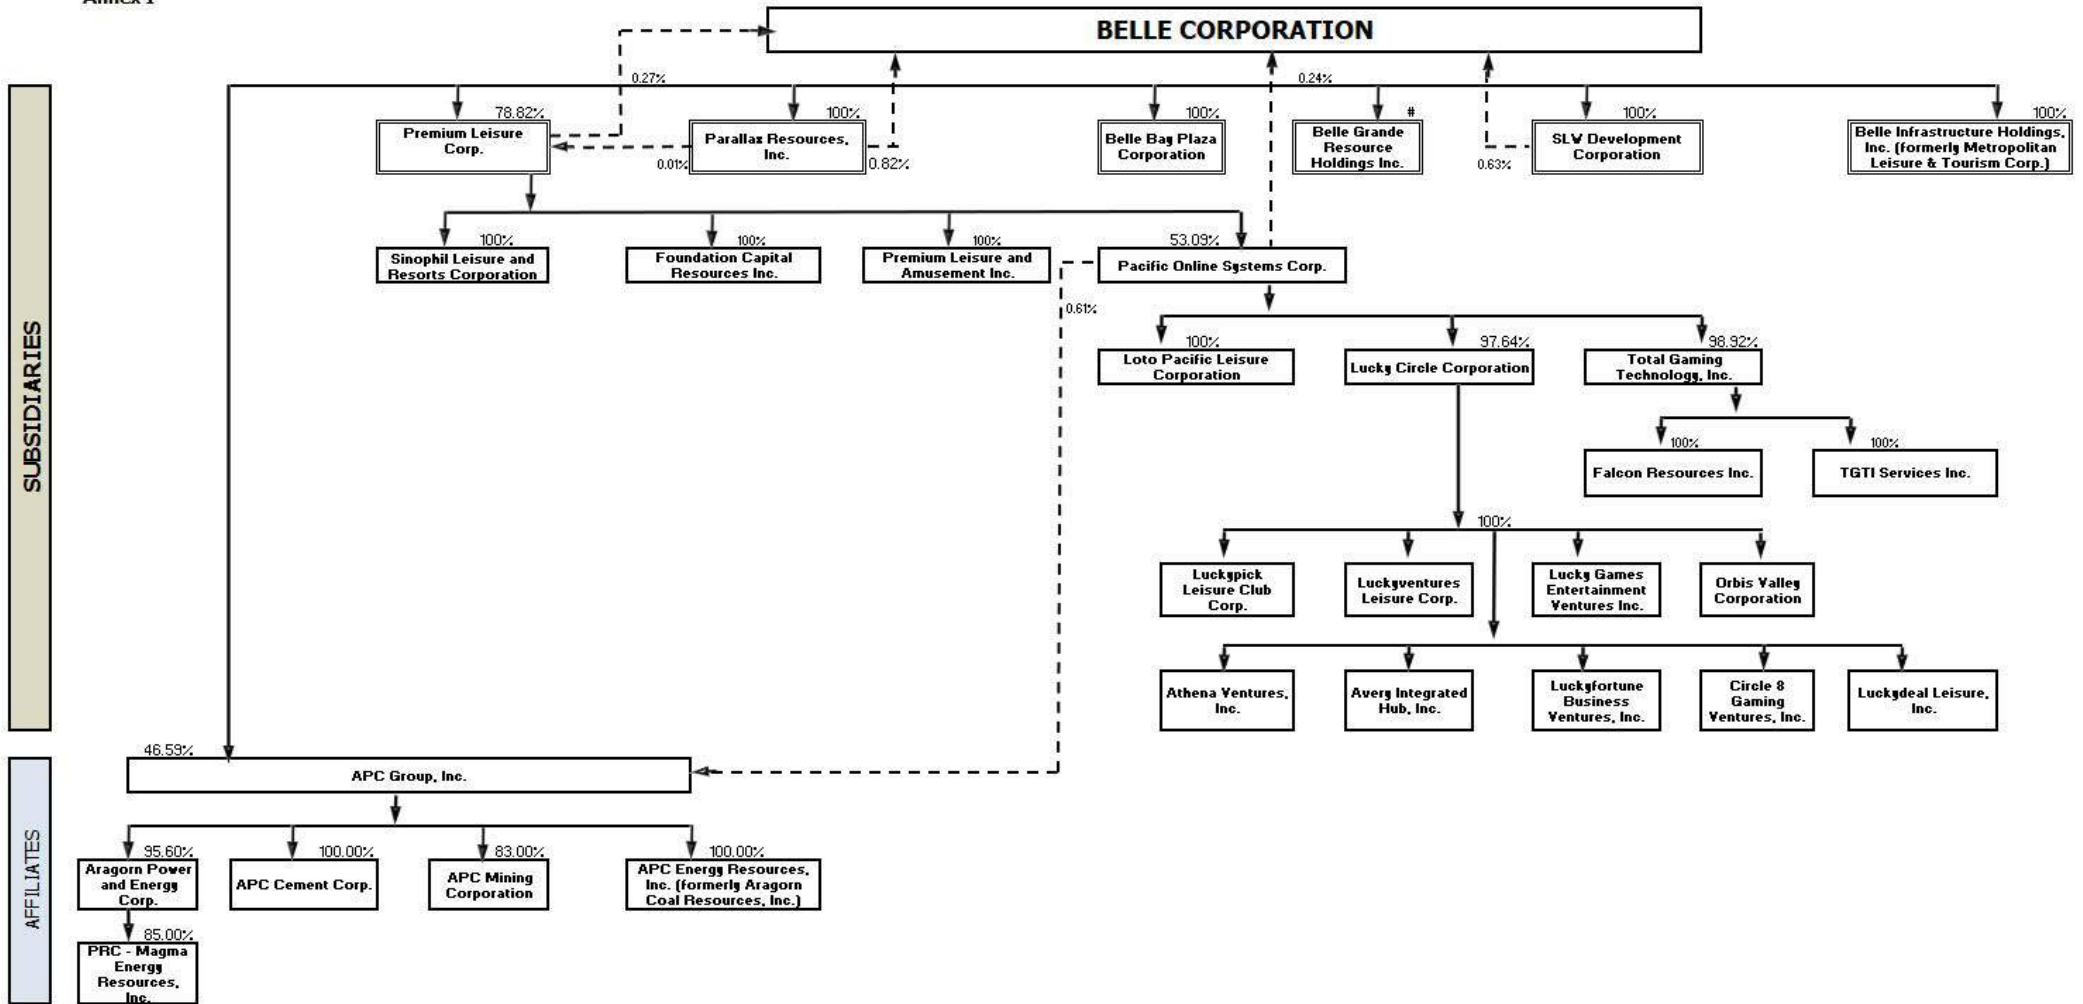 Annex I
BELLE CORPORATION
0.27%
0.24%
78.82%
100%
100%
#
100%
100%
Premium Leisure
Corp.
Parallax Resources,
Inc.
Belle Bay Plaza
Corporation
Belle Grande
Resource
Holdings Inc.
SLW Development
Corporation
Belle Infrastructure Holdings,
Inc. (formerly Metropolitan
Leisure & Tourism Corp.)
0.01%
0.82%
0.63%
100%
100%
100%
53.09%
Sinophil Leisure and
Resorts Corporation
Foundation Capital
Resources Inc.
Premium Leisure and
Amusement Inc.
Pacific Online Systems Corp.
0.61%
100%
97.64%
98.92%
Loto Pacific Leisure
Corporation
Lucky Circle Corporation
Total Gaming
Technology, Inc.
SUBSIDIARIES
100%
100%
Falcon Resources Inc.
TGTI Services Inc.
100%
Luckypick
Leisure Club
Corp.
Luckyventures
Leisure Corp.
Lucky Games
Entertainment
Ventures Inc.
Orbis Valley
Corporation
Athena Ventures,
Inc.
Avery Integrated
Hub, Inc.
Luckyfortune
Business
Ventures, Inc.
Circle 8
Gaming
Ventures, Inc.
Luckydeal Leisure,
Inc.
46.59%
APC Group, Inc.
AFFILIATES
95.60%
100.00%
83.00%
100.00%
Aragorn Power
and Energy
Corp.
APC Cement Corp.
APC Mining
Corporation
APC Energy Resources,
Inc. (formerly Aragorn
Coal Resources, Inc.)
85.00%
PRC - Magma
Energy
Resources,
Inc.